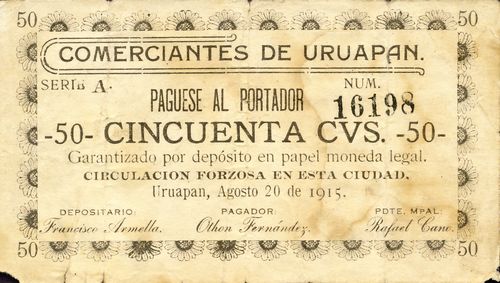 50 50
COMERCIANTES DE URUAPAN.
SERIE A. NUM.
PAGUESE AL PORTADOR 16198
-50- CINCUENTA CVS. -50-
Garantizado por depósito en papel moneda legal.
CIRCULACION FORZOSA EN ESTA CIUDAD.
Uruapan, Agosto 20 de 1915.
DEPOSITARIO: PAGADOR: PDTE. MPAL:
Francisco Armella. Othon Fernández. Rafael Cano.
50 50